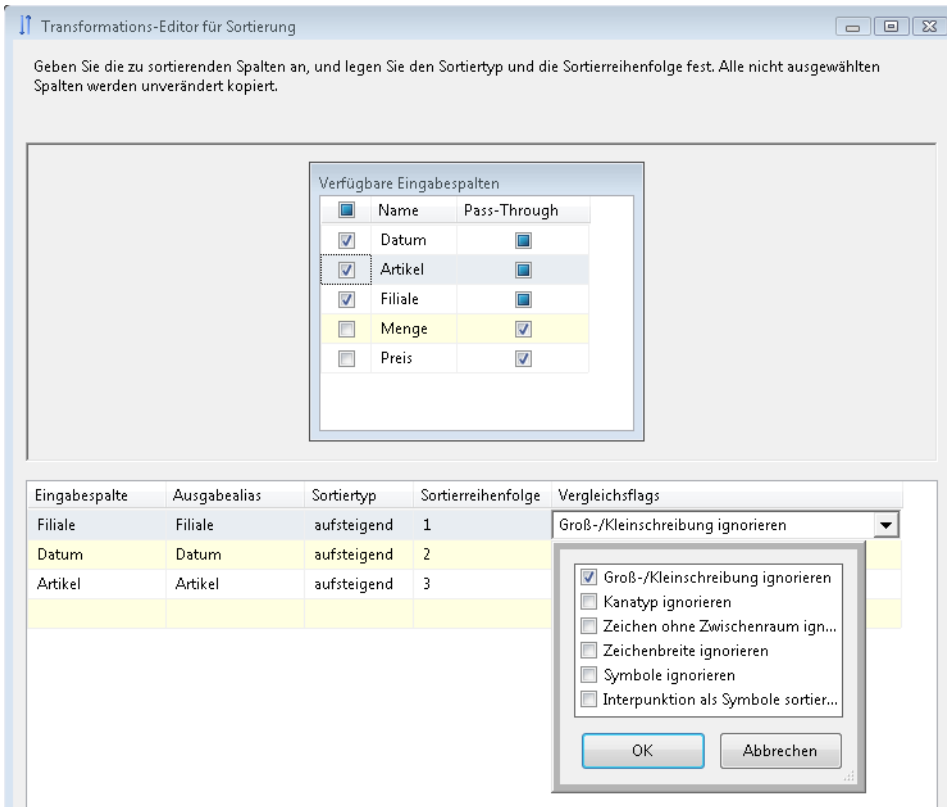 Transformations-Editor für Sortierung
Geben Sie die zu sortierenden Spalten an, und legen Sie den Sortiertyp und die Sortierreihenfolge fest. Alle nicht ausgewählten
Spalten werden unverändert kopiert.
Verfügbare Eingabespalten
Name Pass-Through
Datum
Artikel
Filiale
Menge
Preis
Eingabespalte Ausgabealias Sortiertyp Sortierreihenfolge Vergleichsflags
Filiale Filiale aufsteigend 1 Groß-/Kleinschreibung ignorieren
Datum Datum aufsteigend 2
Artikel Artikel aufsteigend 3
Groß-/Kleinschreibung ignorieren
Kanatyp ignorieren
Zeichen ohne Zwischenraum ign...
Zeichenbreite ignorieren
Symbole ignorieren
Interpunktion als Symbole sortier...
OK Abbrechen